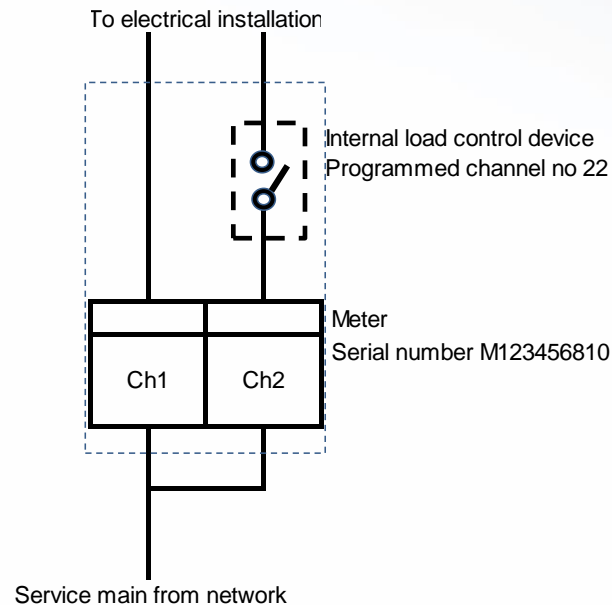 To electrical installation
Internal load control device
Programmed channel no 22
Meter
Serial number M123456810
Ch1
Ch2
Service main from network